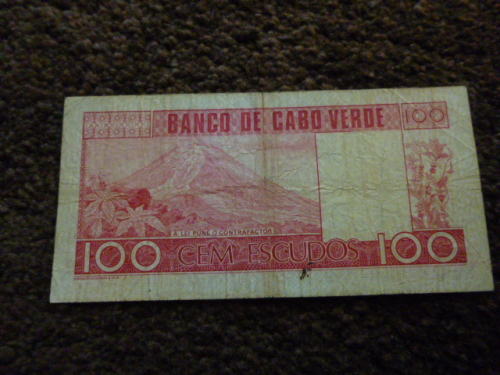 BANCO DE CABO VERDE 100
A LEI PUNE O CONTRAFACTOR
100 CEM ESCUDOS 100